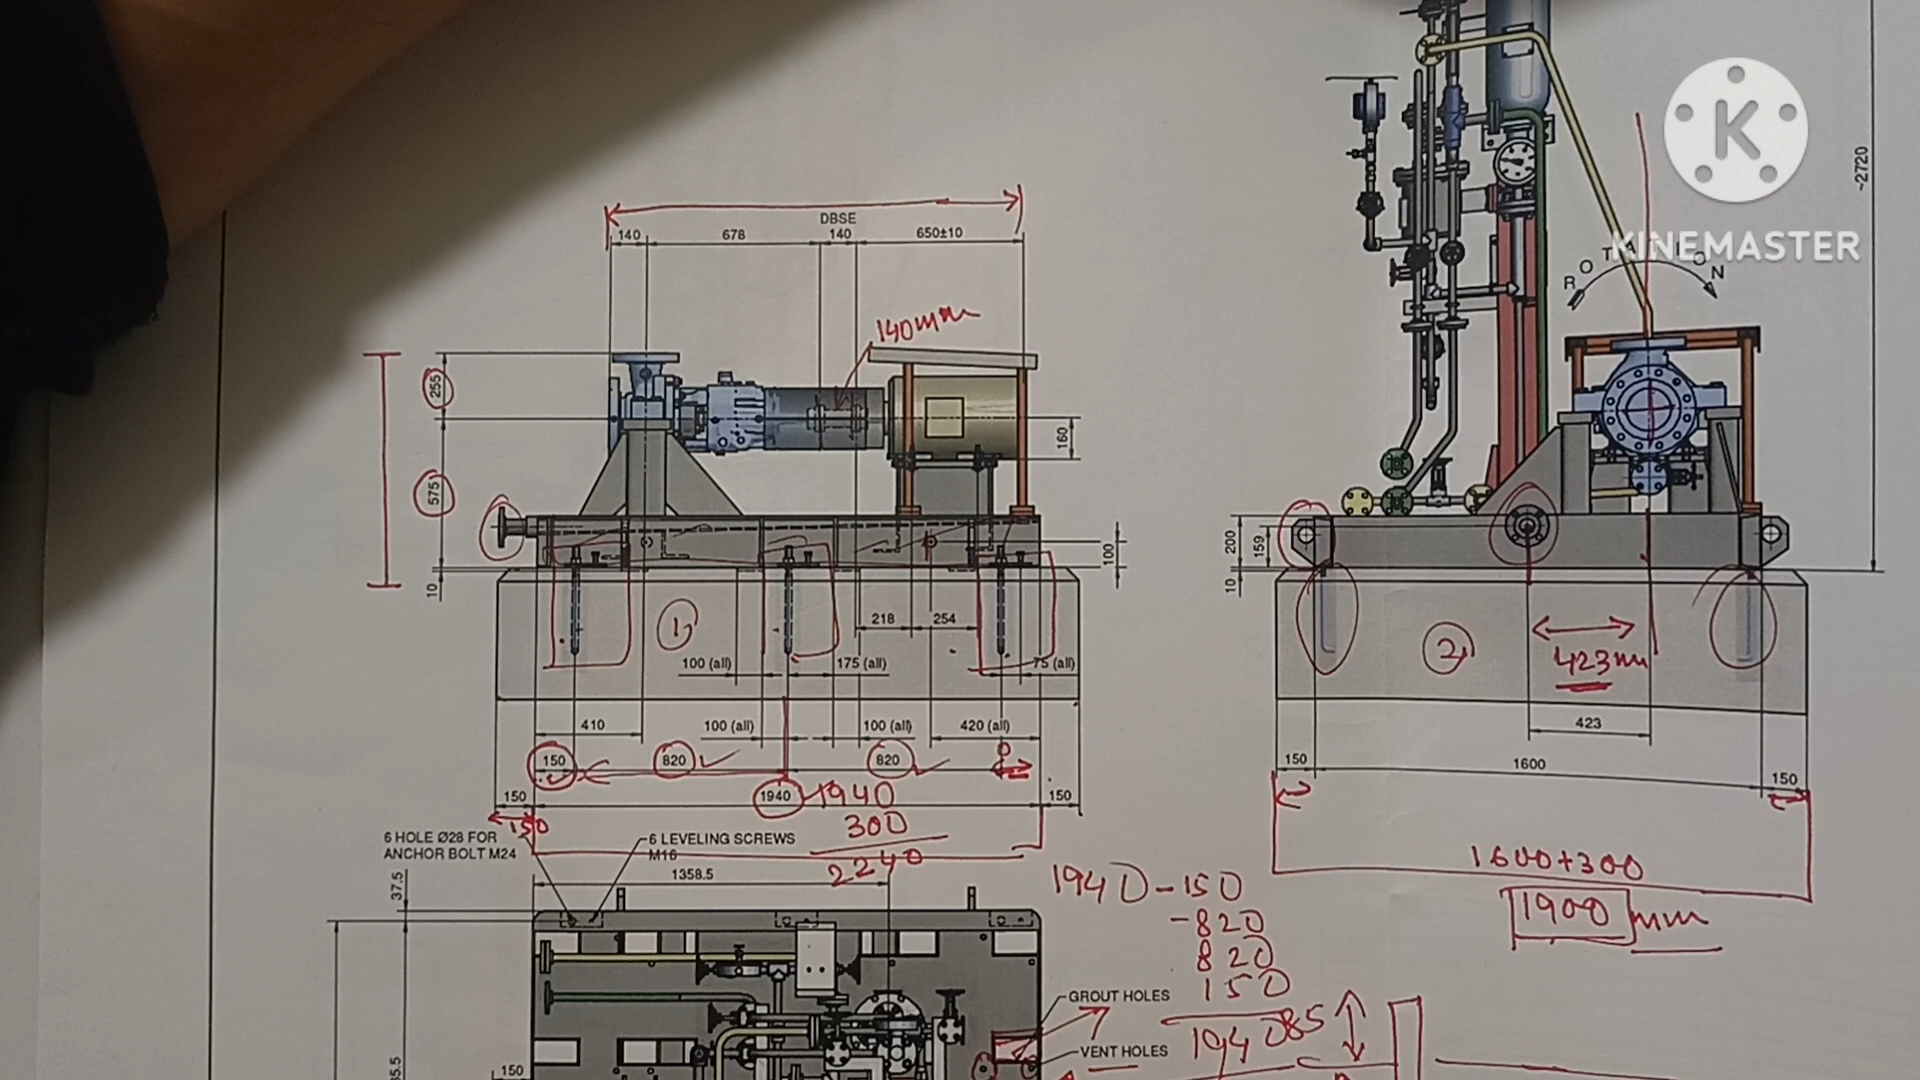 K
KINEMASTER
~2720
ROTATION
DBSE
140 678 140 650±10
140mm
255
575
10
160
100
218 254
100 (all) 175 (all) 75 (all)
1
410 100 (all) 100 (all) 420 (all)
150 820 820
150 1940 1940 150
150 300
2240
6 HOLE Ø28 FOR
ANCHOR BOLT M24
6 LEVELING SCREWS
M16
1358.5
37.5
150
GROUT HOLES
VENT HOLES
200
159
10
2
423mm
423
150 1600 150
1600+300
1900 mm
1940-150
-820
820
150
1940